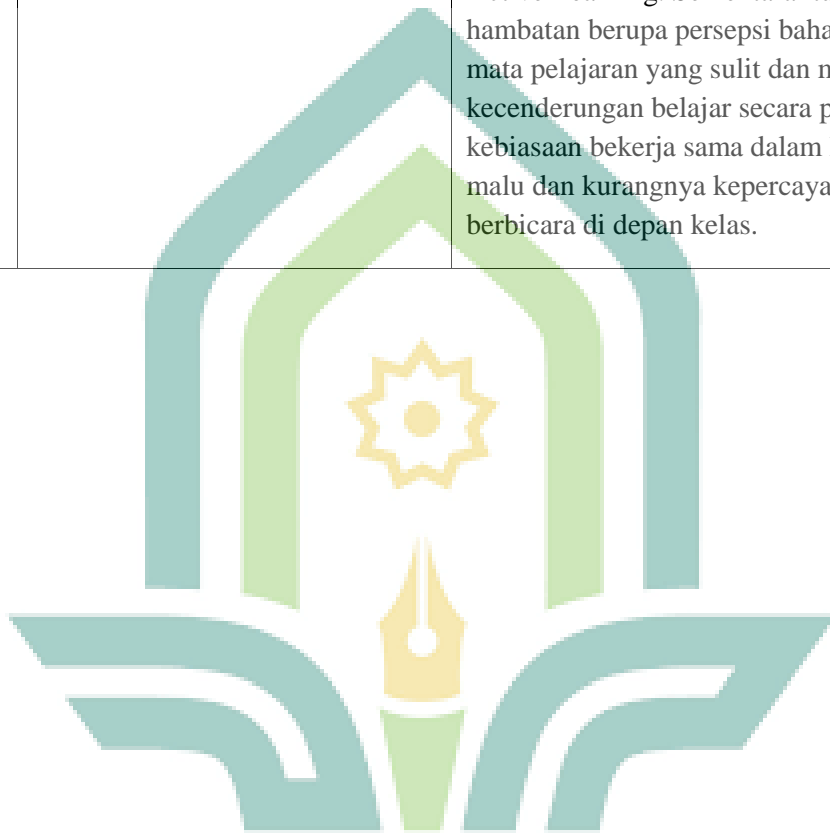 hambatan berupa persepsi baha
mata pelajaran yang sulit dan
kecenderungan belajar secara
kebiasaan bekerja sama dalam
malu dan kurangnya kepercaya
berbicara di depan kelas.